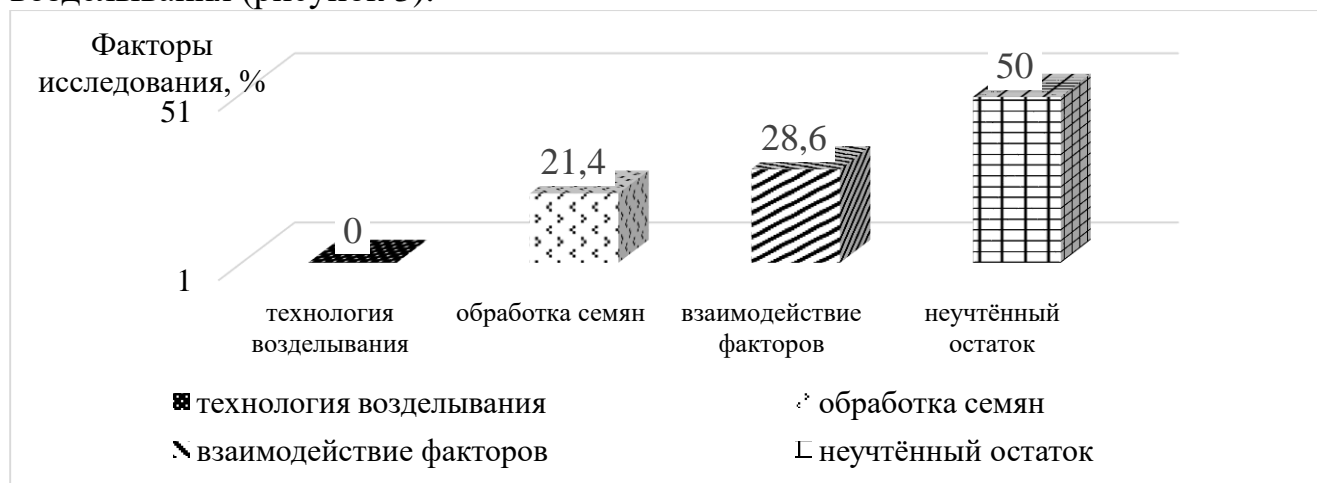 возделывания (рисунок 3).
Факторы
исследования, %
51
1
0
21,4
28,6
50
технология
возделывания
обработка семян
взаимодействие
факторов
неучтённый
остаток
технология возделывания
обработка семян
взаимодействие факторов
неучтённый остаток